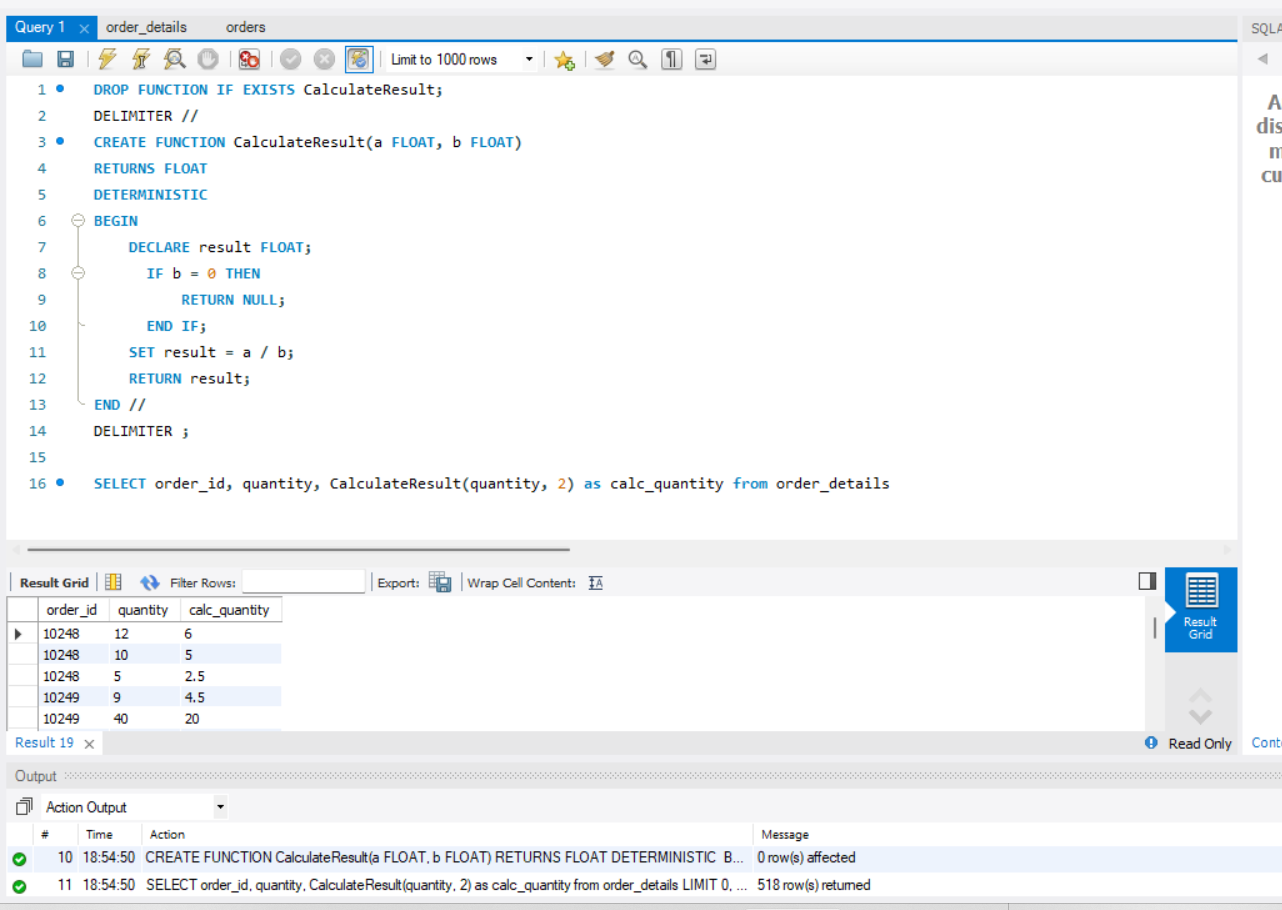 Query 1 order_details orders
SQLA
Limit to 1000 rows
1 DROP FUNCTION IF EXISTS CalculateResult;
2 DELIMITER //
3 CREATE FUNCTION CalculateResult(a FLOAT, b FLOAT)
4 RETURNS FLOAT
5 DETERMINISTIC
6 BEGIN
7 DECLARE result FLOAT;
8 IF b = 0 THEN
9 RETURN NULL;
10 END IF;
11 SET result = a / b;
12 RETURN result;
13 END //
14 DELIMITER ;
15
16 SELECT order_id, quantity, CalculateResult(quantity, 2) as calc_quantity from order_details
A
dis
m
cu
Result Grid Filter Rows: Export: Wrap Cell Content:
order_id quantity calc_quantity
10248 12 6
10248 10 5
10248 5 2.5
10249 9 4.5
10249 40 20
Result
Grid
Result 19 Read Only Conte
Output
Action Output
# Time Action Message
10 18:54:50 CREATE FUNCTION CalculateResult(a FLOAT, b FLOAT) RETURNS FLOAT DETERMINISTIC B... 0 row(s) affected
11 18:54:50 SELECT order_id, quantity, CalculateResult(quantity, 2) as calc_quantity from order_details LIMIT 0, ... 518 row(s) returned